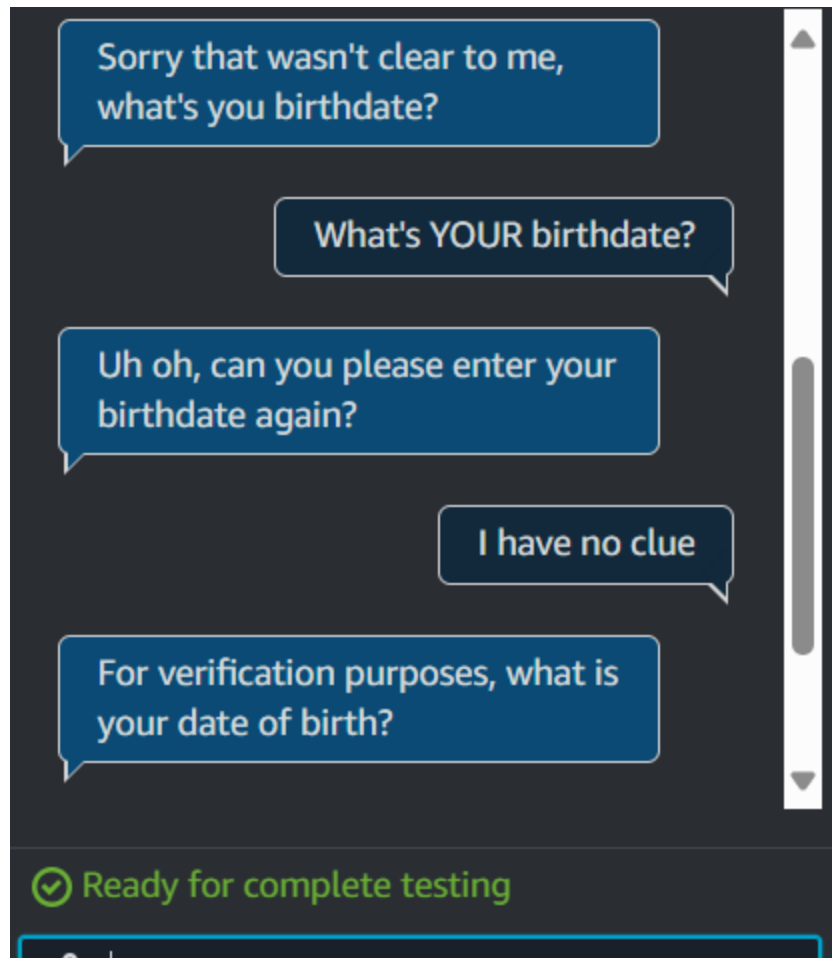 Sorry that wasn't clear to me,
what's you birthdate?
What's YOUR birthdate?
Uh oh, can you please enter your
birthdate again?
I have no clue
For verification purposes, what is
your date of birth?
Ready for complete testing